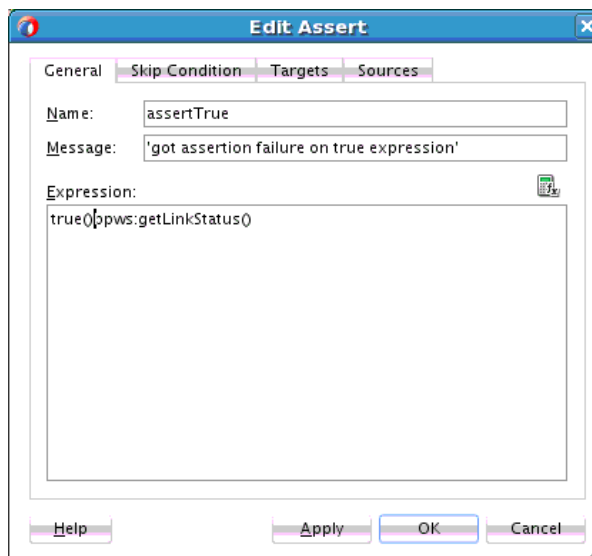 Edit Assert
General Skip Condition Targets Sources
Name: assertTrue
Message: 'got assertion failure on true expression'
Expression:
true()bpws:getLinkStatus()
Help Apply OK Cancel